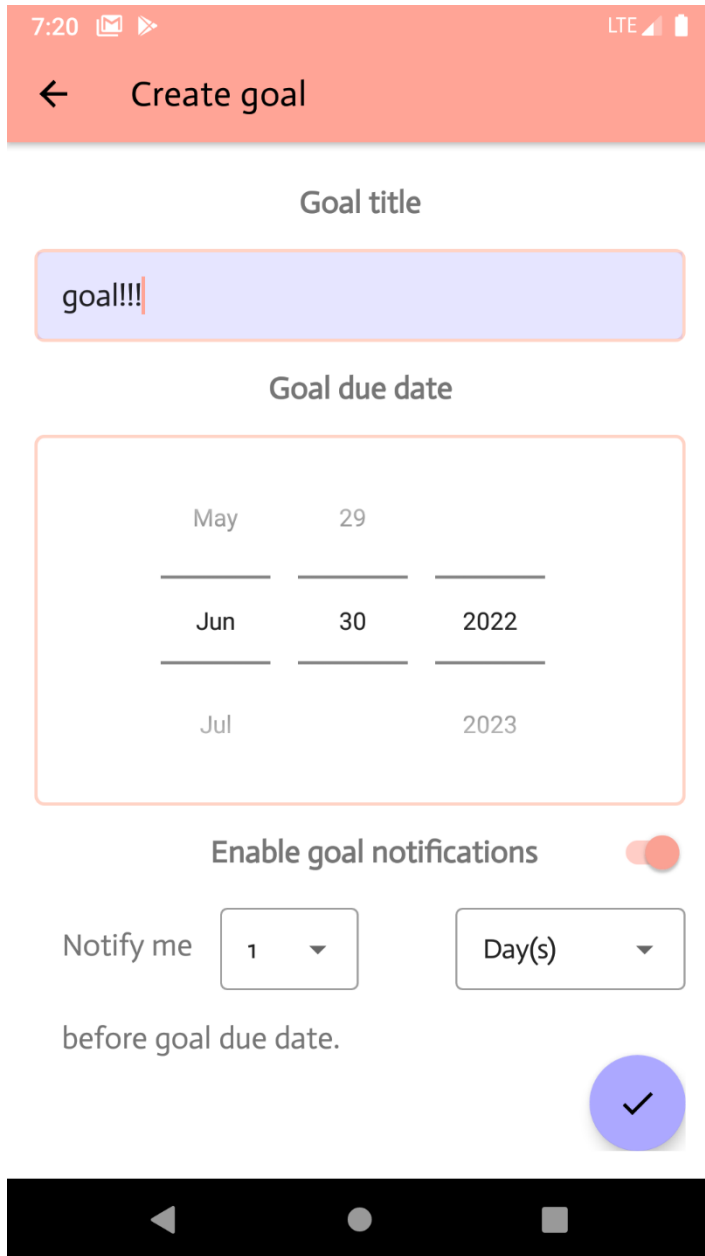 7:20 LTE
Create goal
Goal title
goal!!!
Goal due date
May 29
Jun 30 2022
Jul 2023
Enable goal notifications
Notify me 1 Day(s)
before goal due date.